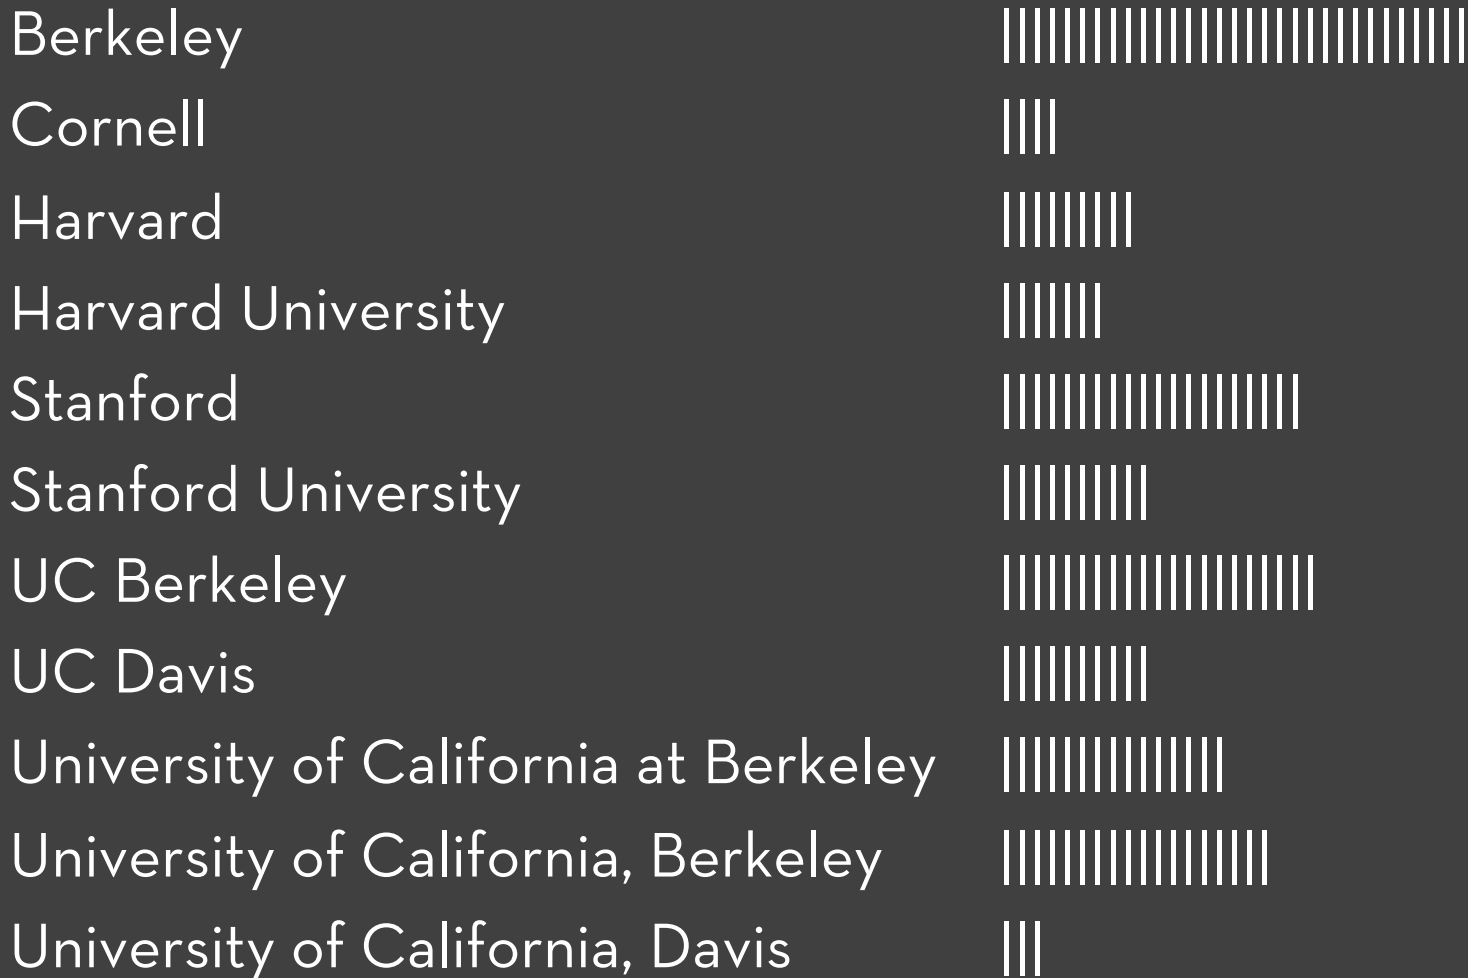 Berkeley
Cornell
Harvard
Harvard University
Stanford
Stanford University
UC Berkeley
UC Davis
University of California at Berkeley
University of California, Berkeley
University of California, Davis